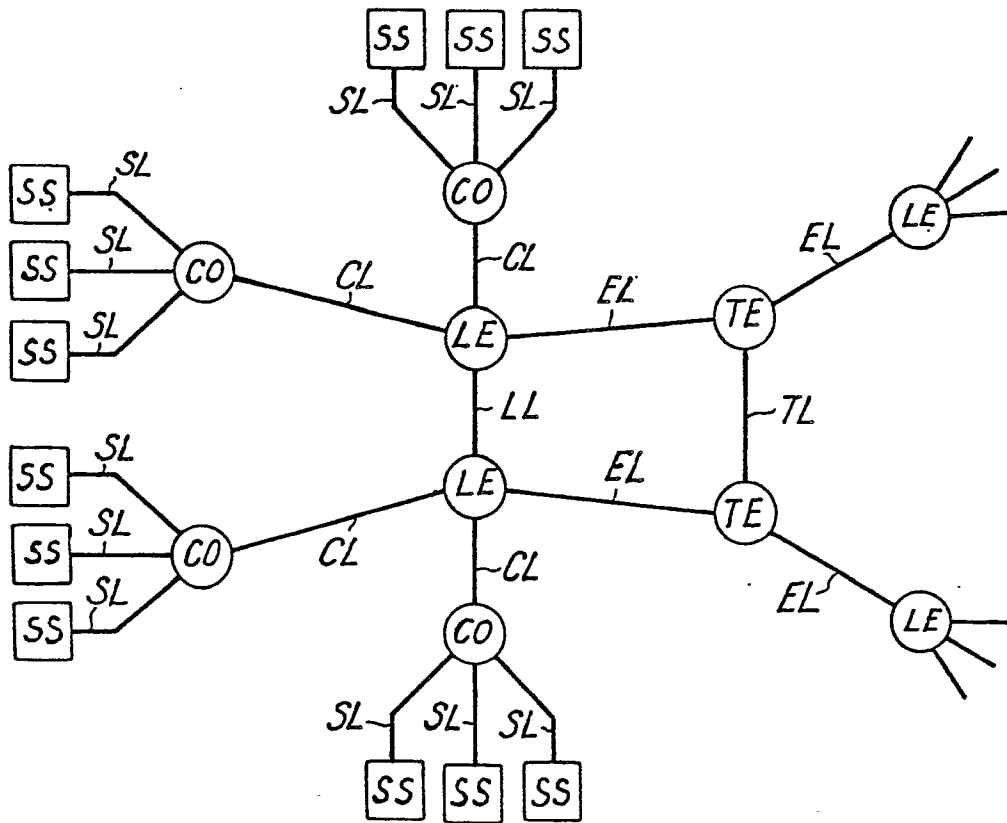 SS SS SS
SL SL SL
SS SL CO LE
SS SL CO CL EL
SS SL CL LE EL TE
LL TL
SS SL LE EL TE
SS SL CO CL CL EL
SS SL CO LE
SL SL SL
SS SS SS